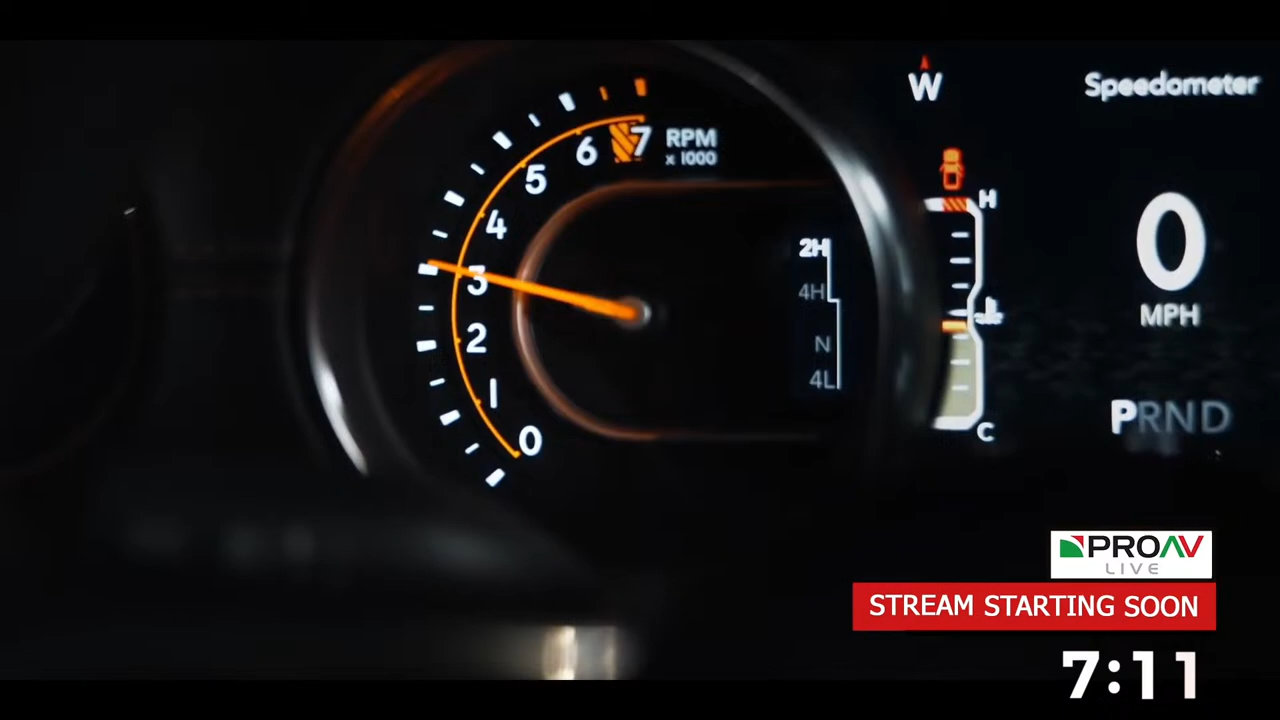 W
Speedometer
7
RPM
x 1000
6
5
4
3
2
1
0
2H
4H
N
4L
H
C
0
MPH
PRND
PROAV
LIVE
STREAM STARTING SOON
7:11